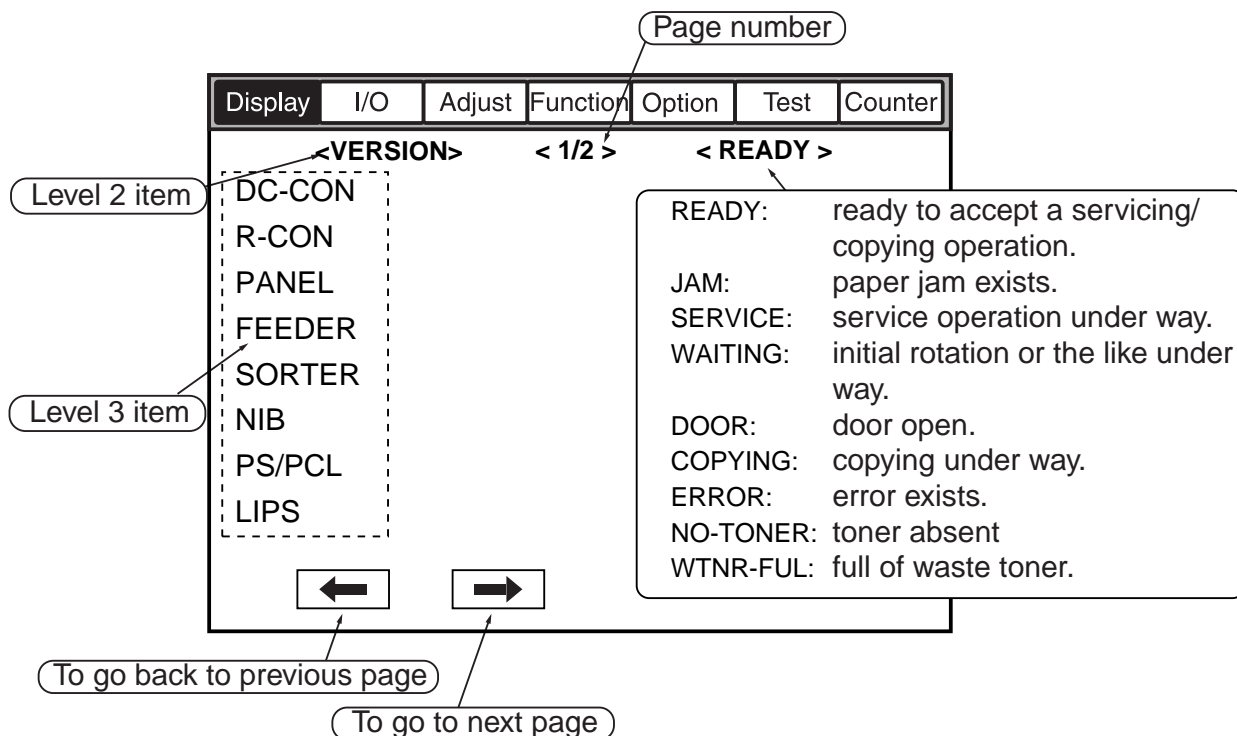 Page number
Display I/O Adjust Function Option Test Counter
<VERSION> < 1/2 > < READY >
Level 2 item
DC-CON
R-CON
PANEL
FEEDER
SORTER
Level 3 item
NIB
PS/PCL
LIPS
READY: ready to accept a servicing/
copying operation.
JAM: paper jam exists.
SERVICE: service operation under way.
WAITING: initial rotation or the like under
way.
DOOR: door open.
COPYING: copying under way.
ERROR: error exists.
NO-TONER: toner absent
WTNR-FUL: full of waste toner.
To go back to previous page
To go to next page